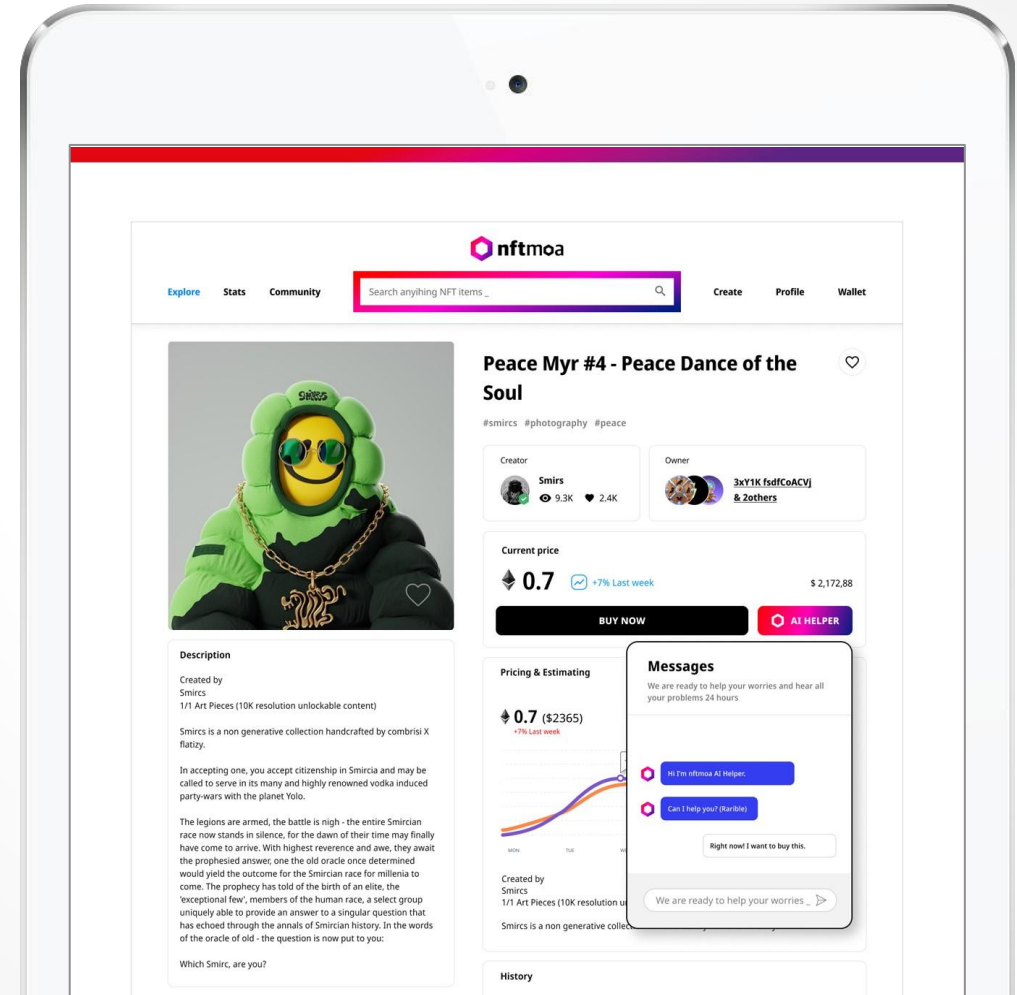 nftmoa
Explore
Stats
Community
Search anyihing NFT items _
Create
Profile
Wallet
Peace Myr #4 - Peace Dance of the
Soul
#smircs #photography #peace
Creator
Smirs
9.3K
2.4K
Owner
3xY1K fsdfCoACVj
& 2others
Current price
0.7
+7% Last week
$ 2,172,88
BUY NOW
AI HELPER
Description
Created by
Smircs
1/1 Art Pieces (10K resolution unlockable content)
Smircs is a non generative collection handcrafted by combrisi X
flatizy.
In accepting one, you accept citizenship in Smircia and may be
called to serve in its many and highly renowned vodka induced
party-wars with the planet Yolo.
The legions are armed, the battle is nigh - the entire Smircian
race now stands in silence, for the dawn of their time may finally
have come to arrive. With highest reverence and awe, they await
the prophesied answer, one the old oracle once determined
would yield the outcome for the Smircian race for millenia to
come. The prophecy has told of the birth of an elite, the
'exceptional few', members of the human race, a select group
uniquely able to provide an answer to a singular question that
has echoed through the annals of Smircian history. In the words
of the oracle of old - the question is now put to you:
Which Smirc, are you?
Pricing & Estimating
0.7 ($2365)
+7% Last week
MON
TUE
Created by
Smircs
1/1 Art Pieces (10K resolution
Smircs is a non generative
Messages
We are ready to help your worries and hear all
your problems 24 hours
Hi I'm nftmoa AI Helper.
Can I help you? (Rarible)
Right now! I want to buy this.
We are ready to help your worries _
History